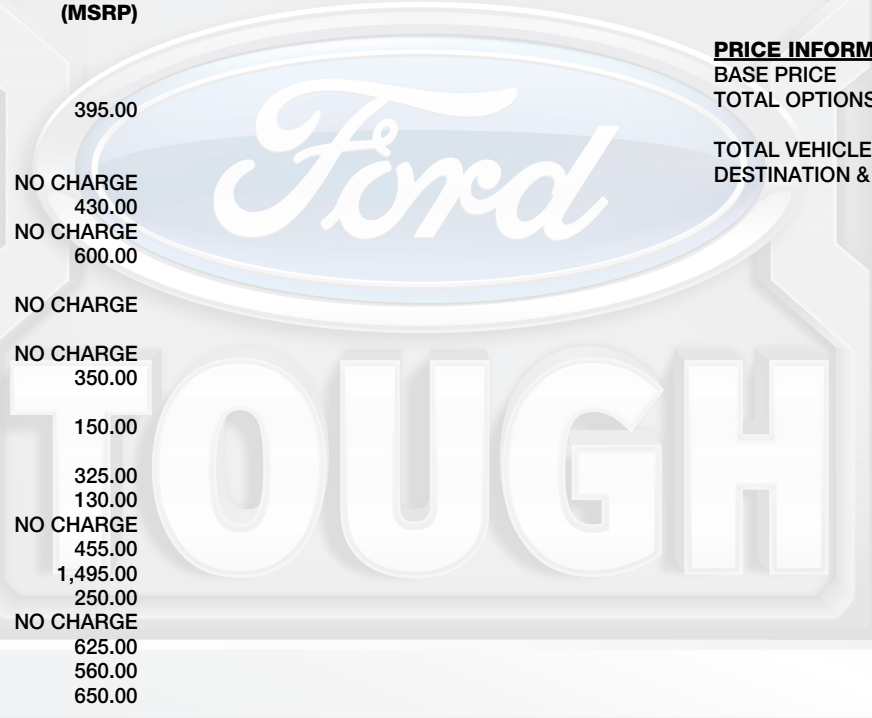 (MSRP)
395.00
NO CHARGE
430.00
NO CHARGE
600.00
NO CHARGE
NO CHARGE
350.00
150.00
325.00
130.00
NO CHARGE
455.00
1,495.00
250.00
NO CHARGE
625.00
560.00
650.00
PRICE INFORM
BASE PRICE
TOTAL OPTIONS
TOTAL VEHICLE
DESTINATION &
Ford
TOUGH